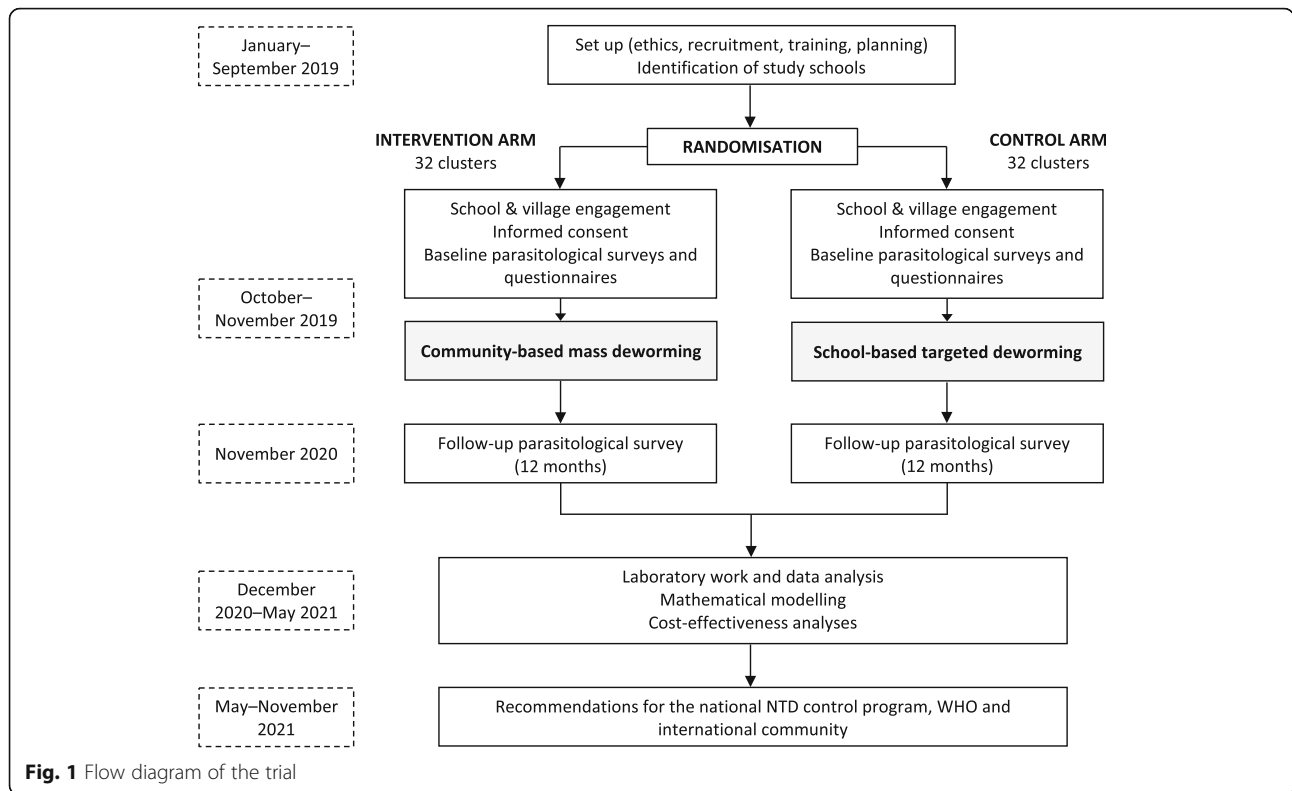 January–
September 2019
Set up (ethics, recruitment, training, planning)
Identification of study schools
INTERVENTION ARM
32 clusters
RANDOMISATION
CONTROL ARM
32 clusters
School & village engagement
Informed consent
Baseline parasitological surveys and
questionnaires
School & village engagement
Informed consent
Baseline parasitological surveys and
questionnaires
October–
November 2019
Community-based mass deworming
School-based targeted deworming
November 2020
Follow-up parasitological survey
(12 months)
Follow-up parasitological survey
(12 months)
December
2020–May 2021
Laboratory work and data analysis
Mathematical modelling
Cost-effectiveness analyses
May–November
2021
Recommendations for the national NTD control program, WHO and
international community
Fig. 1 Flow diagram of the trial